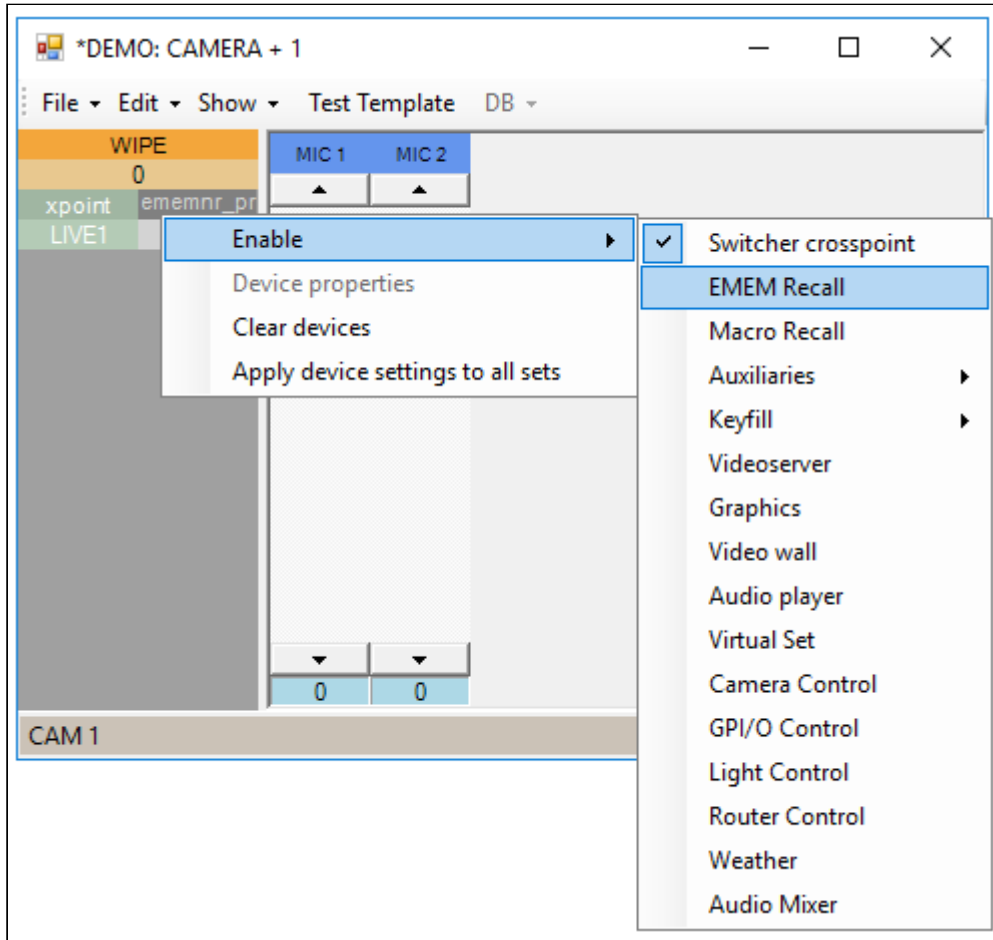 *DEMO: CAMERA + 1
File Edit Show Test Template DB
WIPE
0
xpoint ememnr_pr
LIVE1
MIC 1 MIC 2
Enable
Device properties
Clear devices
Apply device settings to all sets
Switcher crosspoint
EMEM Recall
Macro Recall
Auxiliaries
Keyfill
Videoserver
Graphics
Video wall
Audio player
Virtual Set
Camera Control
GPI/O Control
Light Control
Router Control
Weather
Audio Mixer
0 0
CAM 1